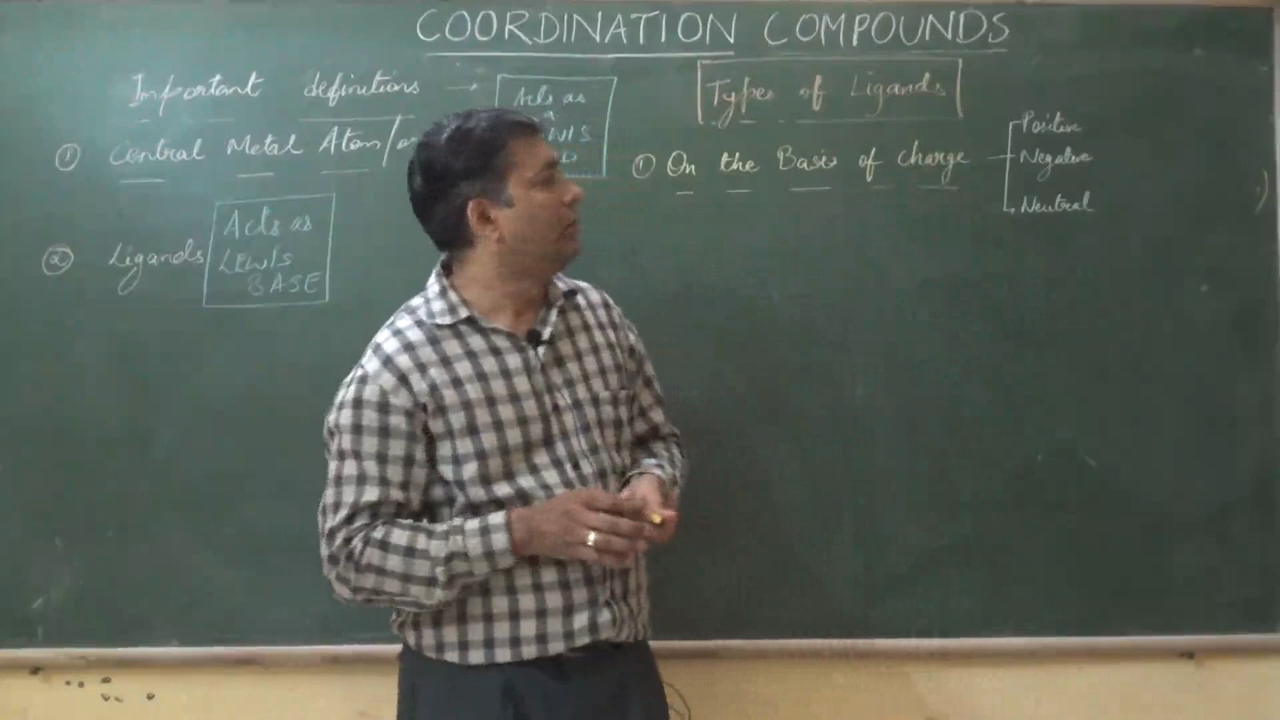 COORDINATION COMPOUNDS
Important definitions
① Central Metal Atom/
Acts as
② Ligands
Acts as
LEWIS
BASE
Types of Ligands
① On the Basis of charge
Positive
Negative
Neutral